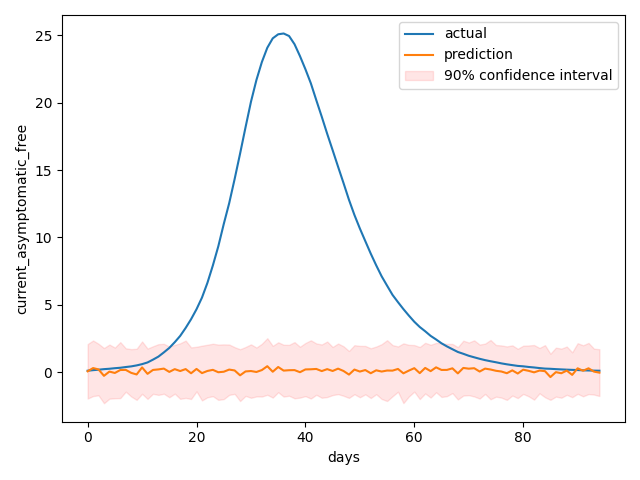 actual
prediction
90% confidence interval
25
20
15
10
5
0
current_asymptomatic_free
0 20 40 60 80
days